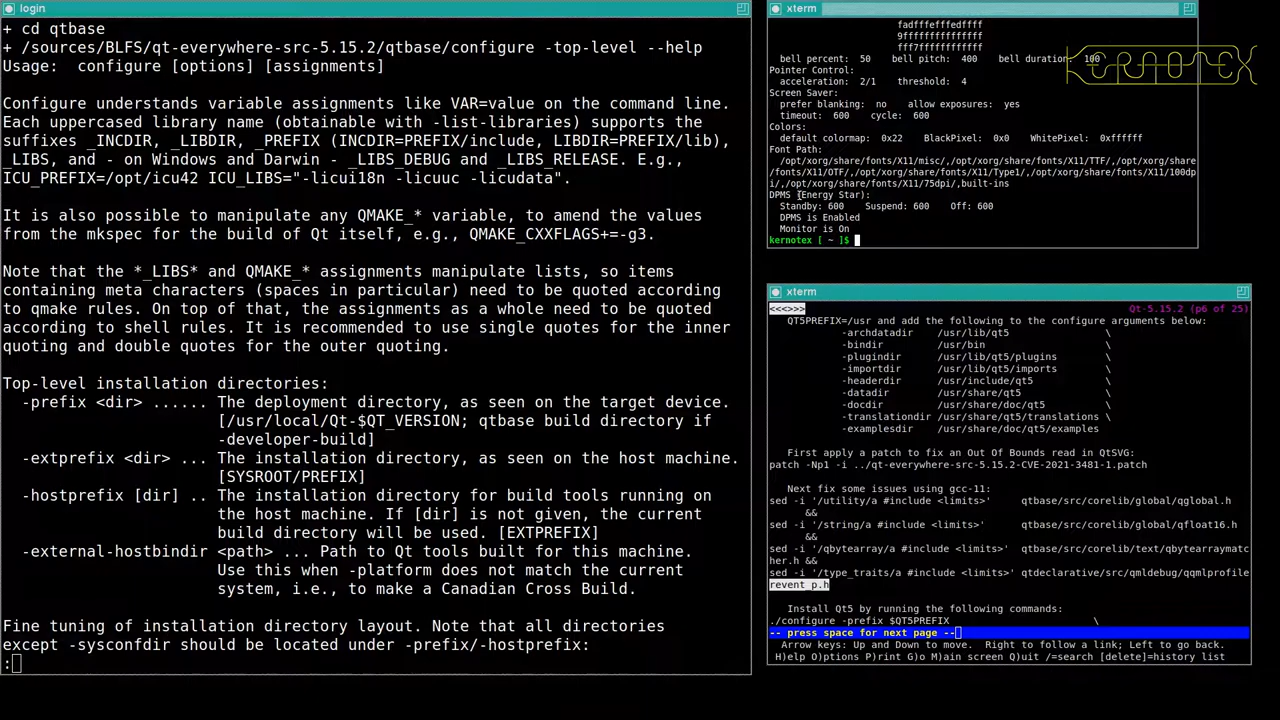 login
+ cd qtbase
+ /sources/BLFS/qt-everywhere-src-5.15.2/qtbase/configure -top-level --help
Usage:  configure [options] [assignments]
Configure understands variable assignments like VAR=value on the command line.
Each uppercased library name (obtainable with -list-libraries) supports the
suffixes _INCDIR, _LIBDIR, _PREFIX (INCDIR=PREFIX/include, LIBDIR=PREFIX/lib),
_LIBS, and - on Windows and Darwin - _LIBS_DEBUG and _LIBS_RELEASE. E.g.,
ICU_PREFIX=/opt/icu42 ICU_LIBS="-licui18n -licuuc -licudata".
It is also possible to manipulate any QMAKE_* variable, to amend the values
from the mkspec for the build of Qt itself, e.g., QMAKE_CXXFLAGS+=-g3.
Note that the *_LIBS* and QMAKE_* assignments manipulate lists, so items
containing meta characters (spaces in particular) need to be quoted according
to qmake rules. On top of that, the assignments as a whole need to be quoted
according to shell rules. It is recommended to use single quotes for the inner
quoting and double quotes for the outer quoting.
Top-level installation directories:
  -prefix <dir> ...... The deployment directory, as seen on the target device.
[/usr/local/Qt-$QT_VERSION; qtbase build directory if
-developer-build]
  -extprefix <dir> ... The installation directory, as seen on the host machine.
[SYSROOT/PREFIX]
  -hostprefix [dir] .. The installation directory for build tools running on
the host machine. If [dir] is not given, the current
build directory will be used. [EXTPREFIX]
  -external-hostbindir <path> ... Path to Qt tools built for this machine.
Use this when -platform does not match the current
system, i.e., to make a Canadian Cross Build.
Fine tuning of installation directory layout. Note that all directories
except -sysconfdir should be located under -prefix/-hostprefix:
:
xterm
fadfffefffedffff
9fffffffffffffff
fff7ffffffffffff
bell percent:  50    bell pitch:  400    bell duration:  100
Pointer Control:
acceleration:  2/1    threshold:  4
Screen Saver:
prefer blanking:  no    allow exposures:  yes
timeout:  600    cycle:  600
Colors:
default colormap:  0x22    BlackPixel:  0x0    WhitePixel:  0xffffff
Font Path:
/opt/xorg/share/fonts/X11/misc/,/opt/xorg/share/fonts/X11/TTF/,/opt/xorg/share
/fonts/X11/OTF/,/opt/xorg/share/fonts/X11/Type1/,/opt/xorg/share/fonts/X11/100dp
i/,/opt/xorg/share/fonts/X11/75dpi/,built-ins
DPMS (Energy Star):
Standby: 600    Suspend: 600    Off: 600
DPMS is Enabled
Monitor is On
kernotex [ ~ ]$
KERNOTEX
xterm
<<<>>> Qt-5.15.2 (p6 of 25)
QT5PREFIX=/usr and add the following to the configure arguments below:
-archdatadir    /usr/lib/qt5                \
-bindir         /usr/bin                    \
-plugindir      /usr/lib/qt5/plugins        \
-importdir      /usr/lib/qt5/imports        \
-headerdir      /usr/include/qt5            \
-datadir        /usr/share/qt5              \
-docdir         /usr/share/doc/qt5          \
-translationdir /usr/share/qt5/translations \
-examplesdir    /usr/share/doc/qt5/examples
First apply a patch to fix an Out Of Bounds read in QtSVG:
patch -Np1 -i ../qt-everywhere-src-5.15.2-CVE-2021-3481-1.patch
Next fix some issues using gcc-11:
sed -i '/utility/a #include <limits>'      qtbase/src/corelib/global/qglobal.h
&&
sed -i '/string/a #include <limits>'       qtbase/src/corelib/global/qfloat16.h
&&
sed -i '/qbytearray/a #include <limits>'   qtbase/src/corelib/text/qbytearraymatc
her.h &&
sed -i '/type_traits/a #include <limits>'  qtdeclarative/src/qmldebug/qqmlprofile
revent_p.h
Install Qt5 by running the following commands:
./configure -prefix $QT5PREFIX                        \
-- press space for next page --
Arrow keys: Up and Down to move.  Right to follow a link; Left to go back.
H)elp O)ptions P)rint G)o M)ain screen Q)uit /=search [delete]=history list